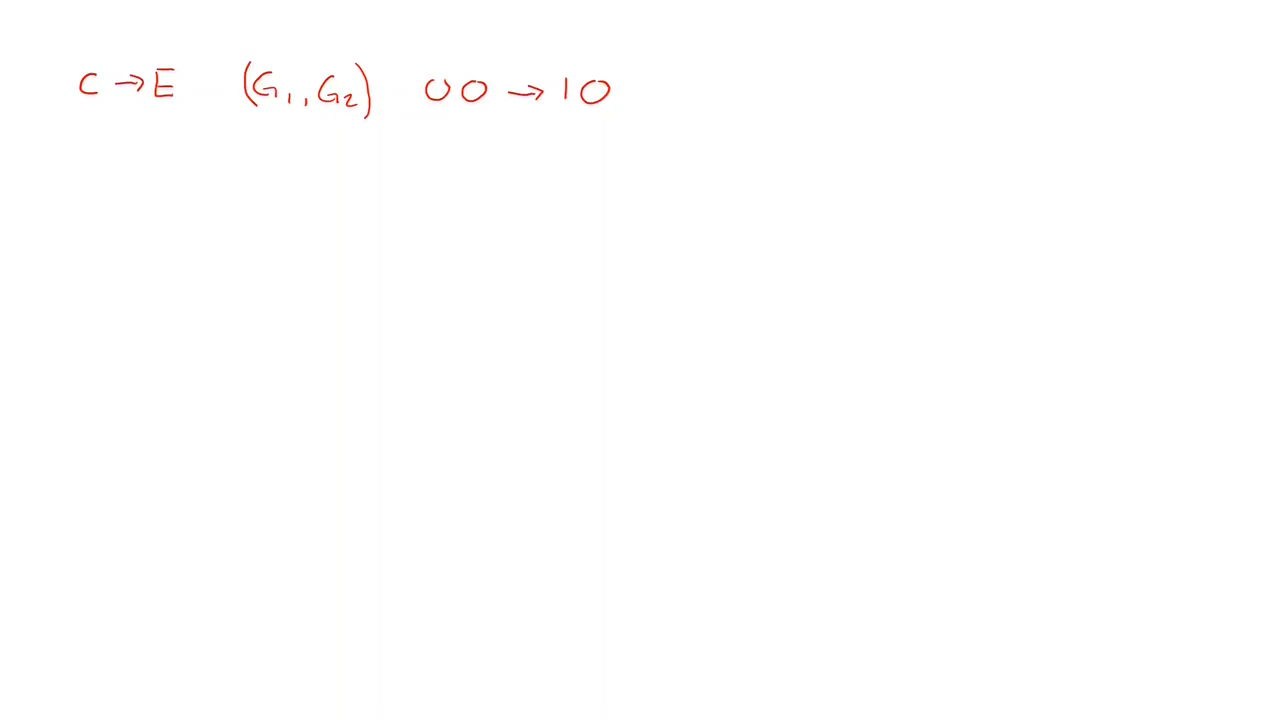 C → E (G₁, G₂) 00 → 10